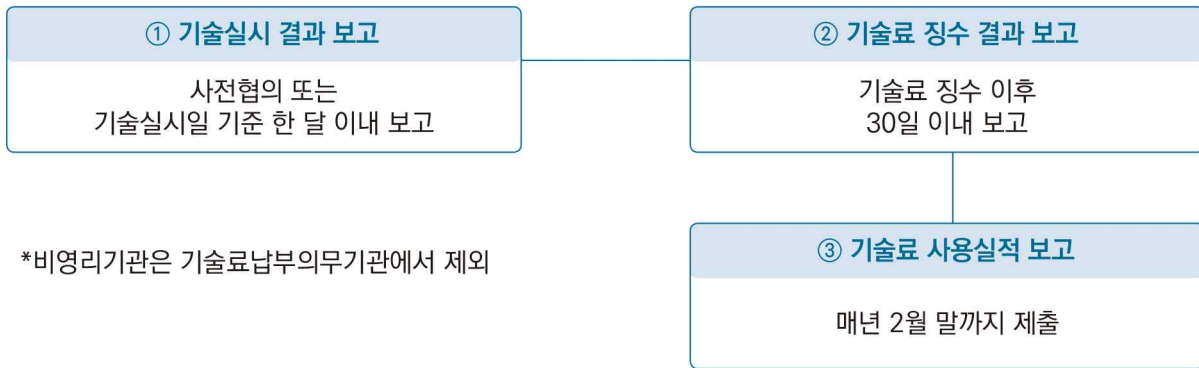 ① 기술실시 결과 보고
사전협의 또는
기술실시일 기준 한 달 이내 보고
② 기술료 징수 결과 보고
기술료 징수 이후
30일 이내 보고
③ 기술료 사용실적 보고
매년 2월 말까지 제출
*비영리기관은 기술료납부의무기관에서 제외